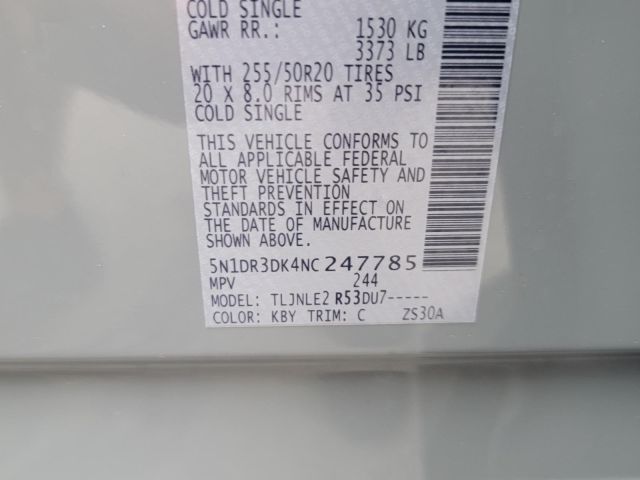 COLD SINGLE
GAWR RR.: 1530 KG
3373 LB
WITH 255/50R20 TIRES
20 X 8.0 RIMS AT 35 PSI
COLD SINGLE
THIS VEHICLE CONFORMS TO
ALL APPLICABLE FEDERAL
MOTOR VEHICLE SAFETY AND
THEFT PREVENTION
STANDARDS IN EFFECT ON
THE DATE OF MANUFACTURE
SHOWN ABOVE.
5N1DR3DK4NC247785
MPV 244
MODEL: TLJNLE2 R53DU7-----
COLOR: KBY TRIM: C ZS30A